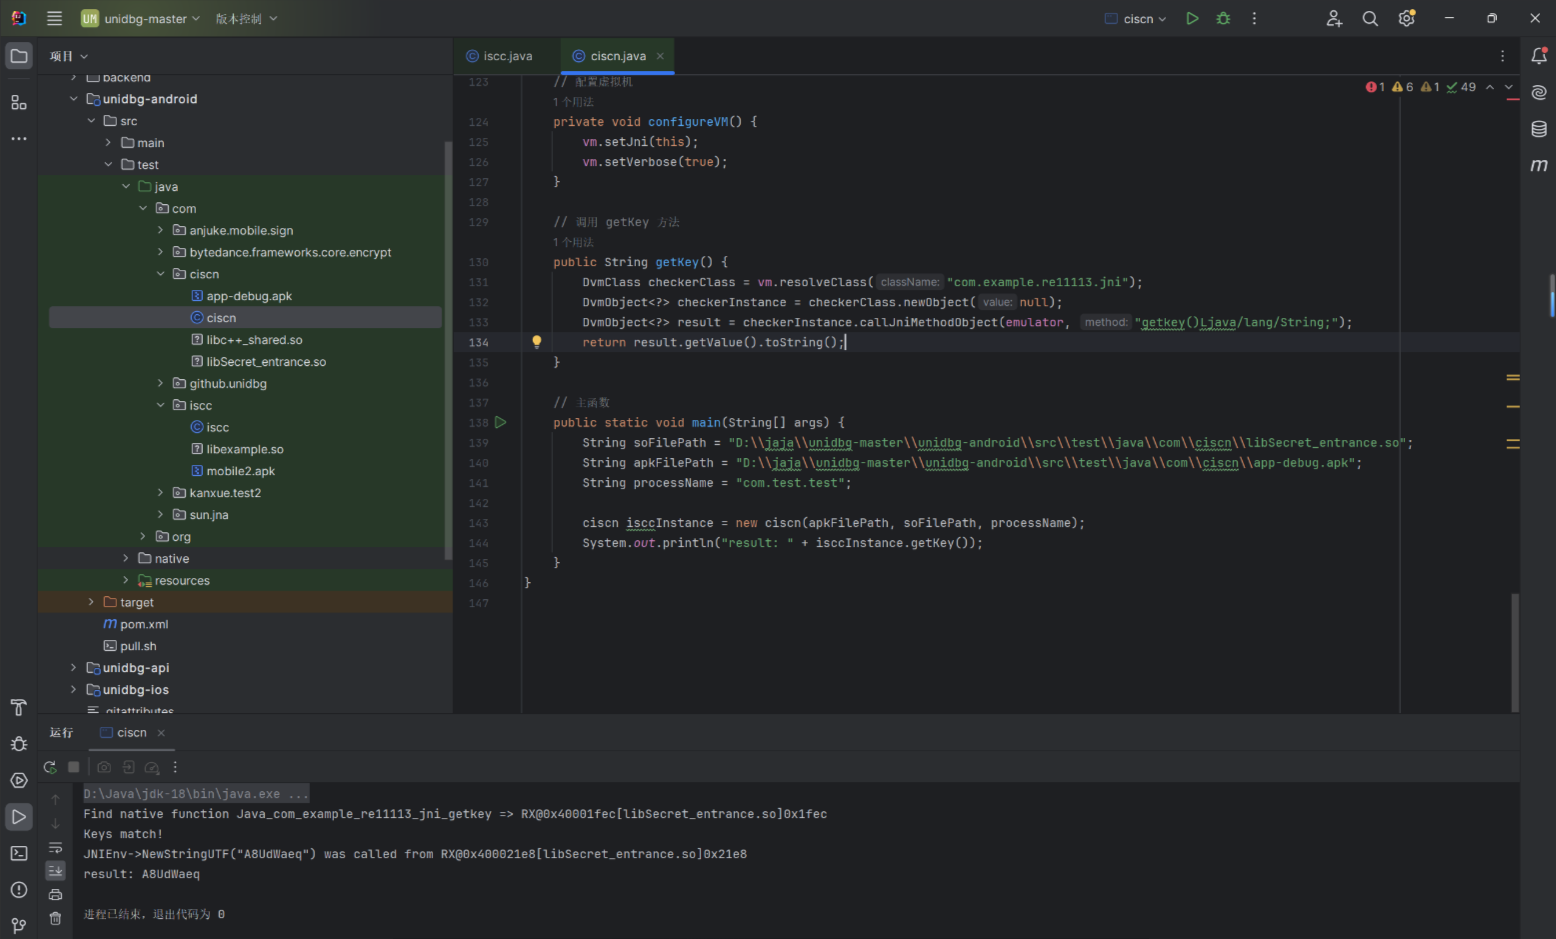 UM unidbg-master 版本控制 ciscn
项目
iscc.java ciscn.java
backend
unidbg-android
src
main
test
java
com
anjuke.mobile.sign
bytedance.frameworks.core.encrypt
ciscn
app-debug.apk
ciscn
libc++_shared.so
libSecret_entrance.so
github.unidbg
iscc
iscc
libexample.so
mobile2.apk
kanxue.test2
sun.jna
org
native
resources
target
pom.xml
pull.sh
unidbg-api
unidbg-ios
.gitattributes
1 6 1 49
123 // 配置虚拟机
1 个用法
124 private void configureVM() {
125 vm.setJni(this);
126 vm.setVerbose(true);
127 }
128
129 // 调用 getKey 方法
1 个用法
130 public String getKey() {
131 DvmClass checkerClass = vm.resolveClass( className: "com.example.re11113.jni");
132 DvmObject<?> checkerInstance = checkerClass.newObject( value: null);
133 DvmObject<?> result = checkerInstance.callJniMethodObject(emulator, method: "getkey()Ljava/lang/String;");
134 return result.getValue().toString();
135 }
136
137 // 主函数
138 public static void main(String[] args) {
139 String soFilePath = "D:\\jaja\\unidbg-master\\unidbg-android\\src\\test\\java\\com\\ciscn\\libSecret_entrance.so";
140 String apkFilePath = "D:\\jaja\\unidbg-master\\unidbg-android\\src\\test\\java\\com\\ciscn\\app-debug.apk";
141 String processName = "com.test.test";
142
143 ciscn isccInstance = new ciscn(apkFilePath, soFilePath, processName);
144 System.out.println("result: " + isccInstance.getKey());
145 }
146 }
147
运行 ciscn
D:\Java\jdk-18\bin\java.exe ...
Find native function Java_com_example_re11113_jni_getkey => RX@0x40001fec[libSecret_entrance.so]0x1fec
Keys match!
JNIEnv->NewStringUTF("A8UdWaeq") was called from RX@0x400021e8[libSecret_entrance.so]0x21e8
result: A8UdWaeq
进程已结束，退出代码为 0